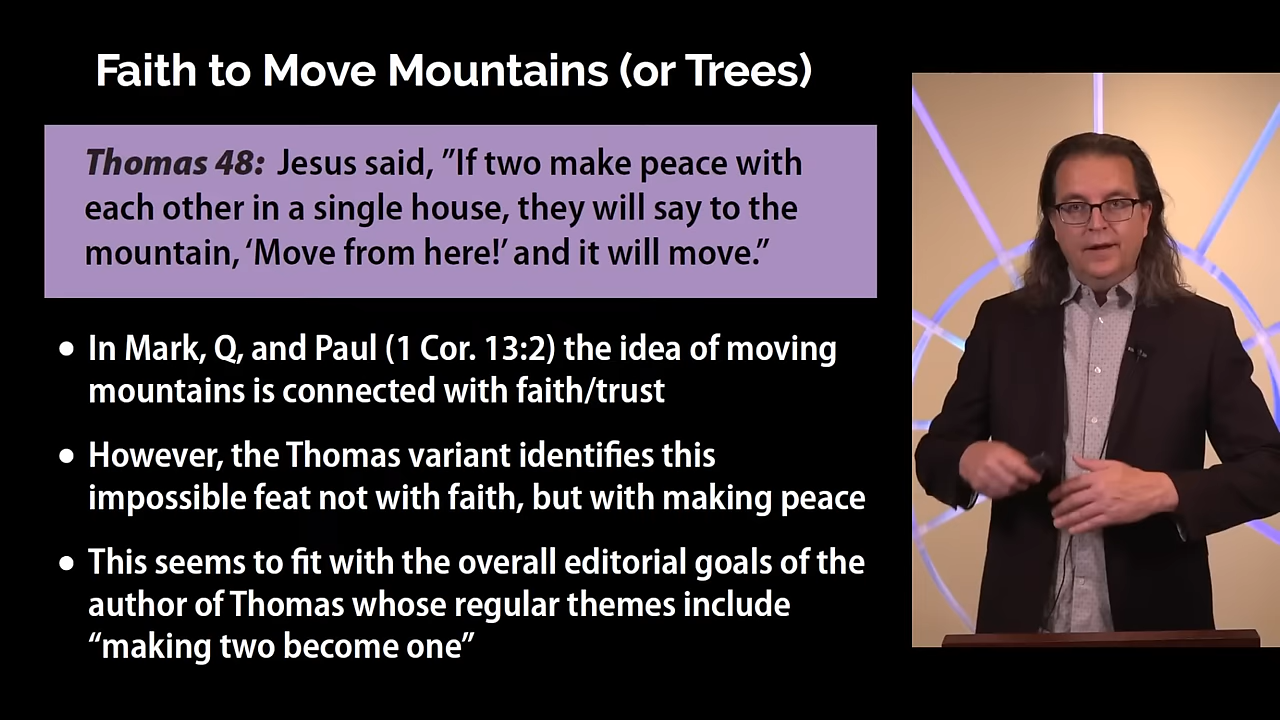 Faith to Move Mountains (or Trees)
Thomas 48: Jesus said, ”If two make peace with
each other in a single house, they will say to the
mountain, ‘Move from here!’ and it will move.”
• In Mark, Q, and Paul (1 Cor. 13:2) the idea of moving
mountains is connected with faith/trust
• However, the Thomas variant identifies this
impossible feat not with faith, but with making peace
• This seems to fit with the overall editorial goals of the
author of Thomas whose regular themes include
“making two become one”